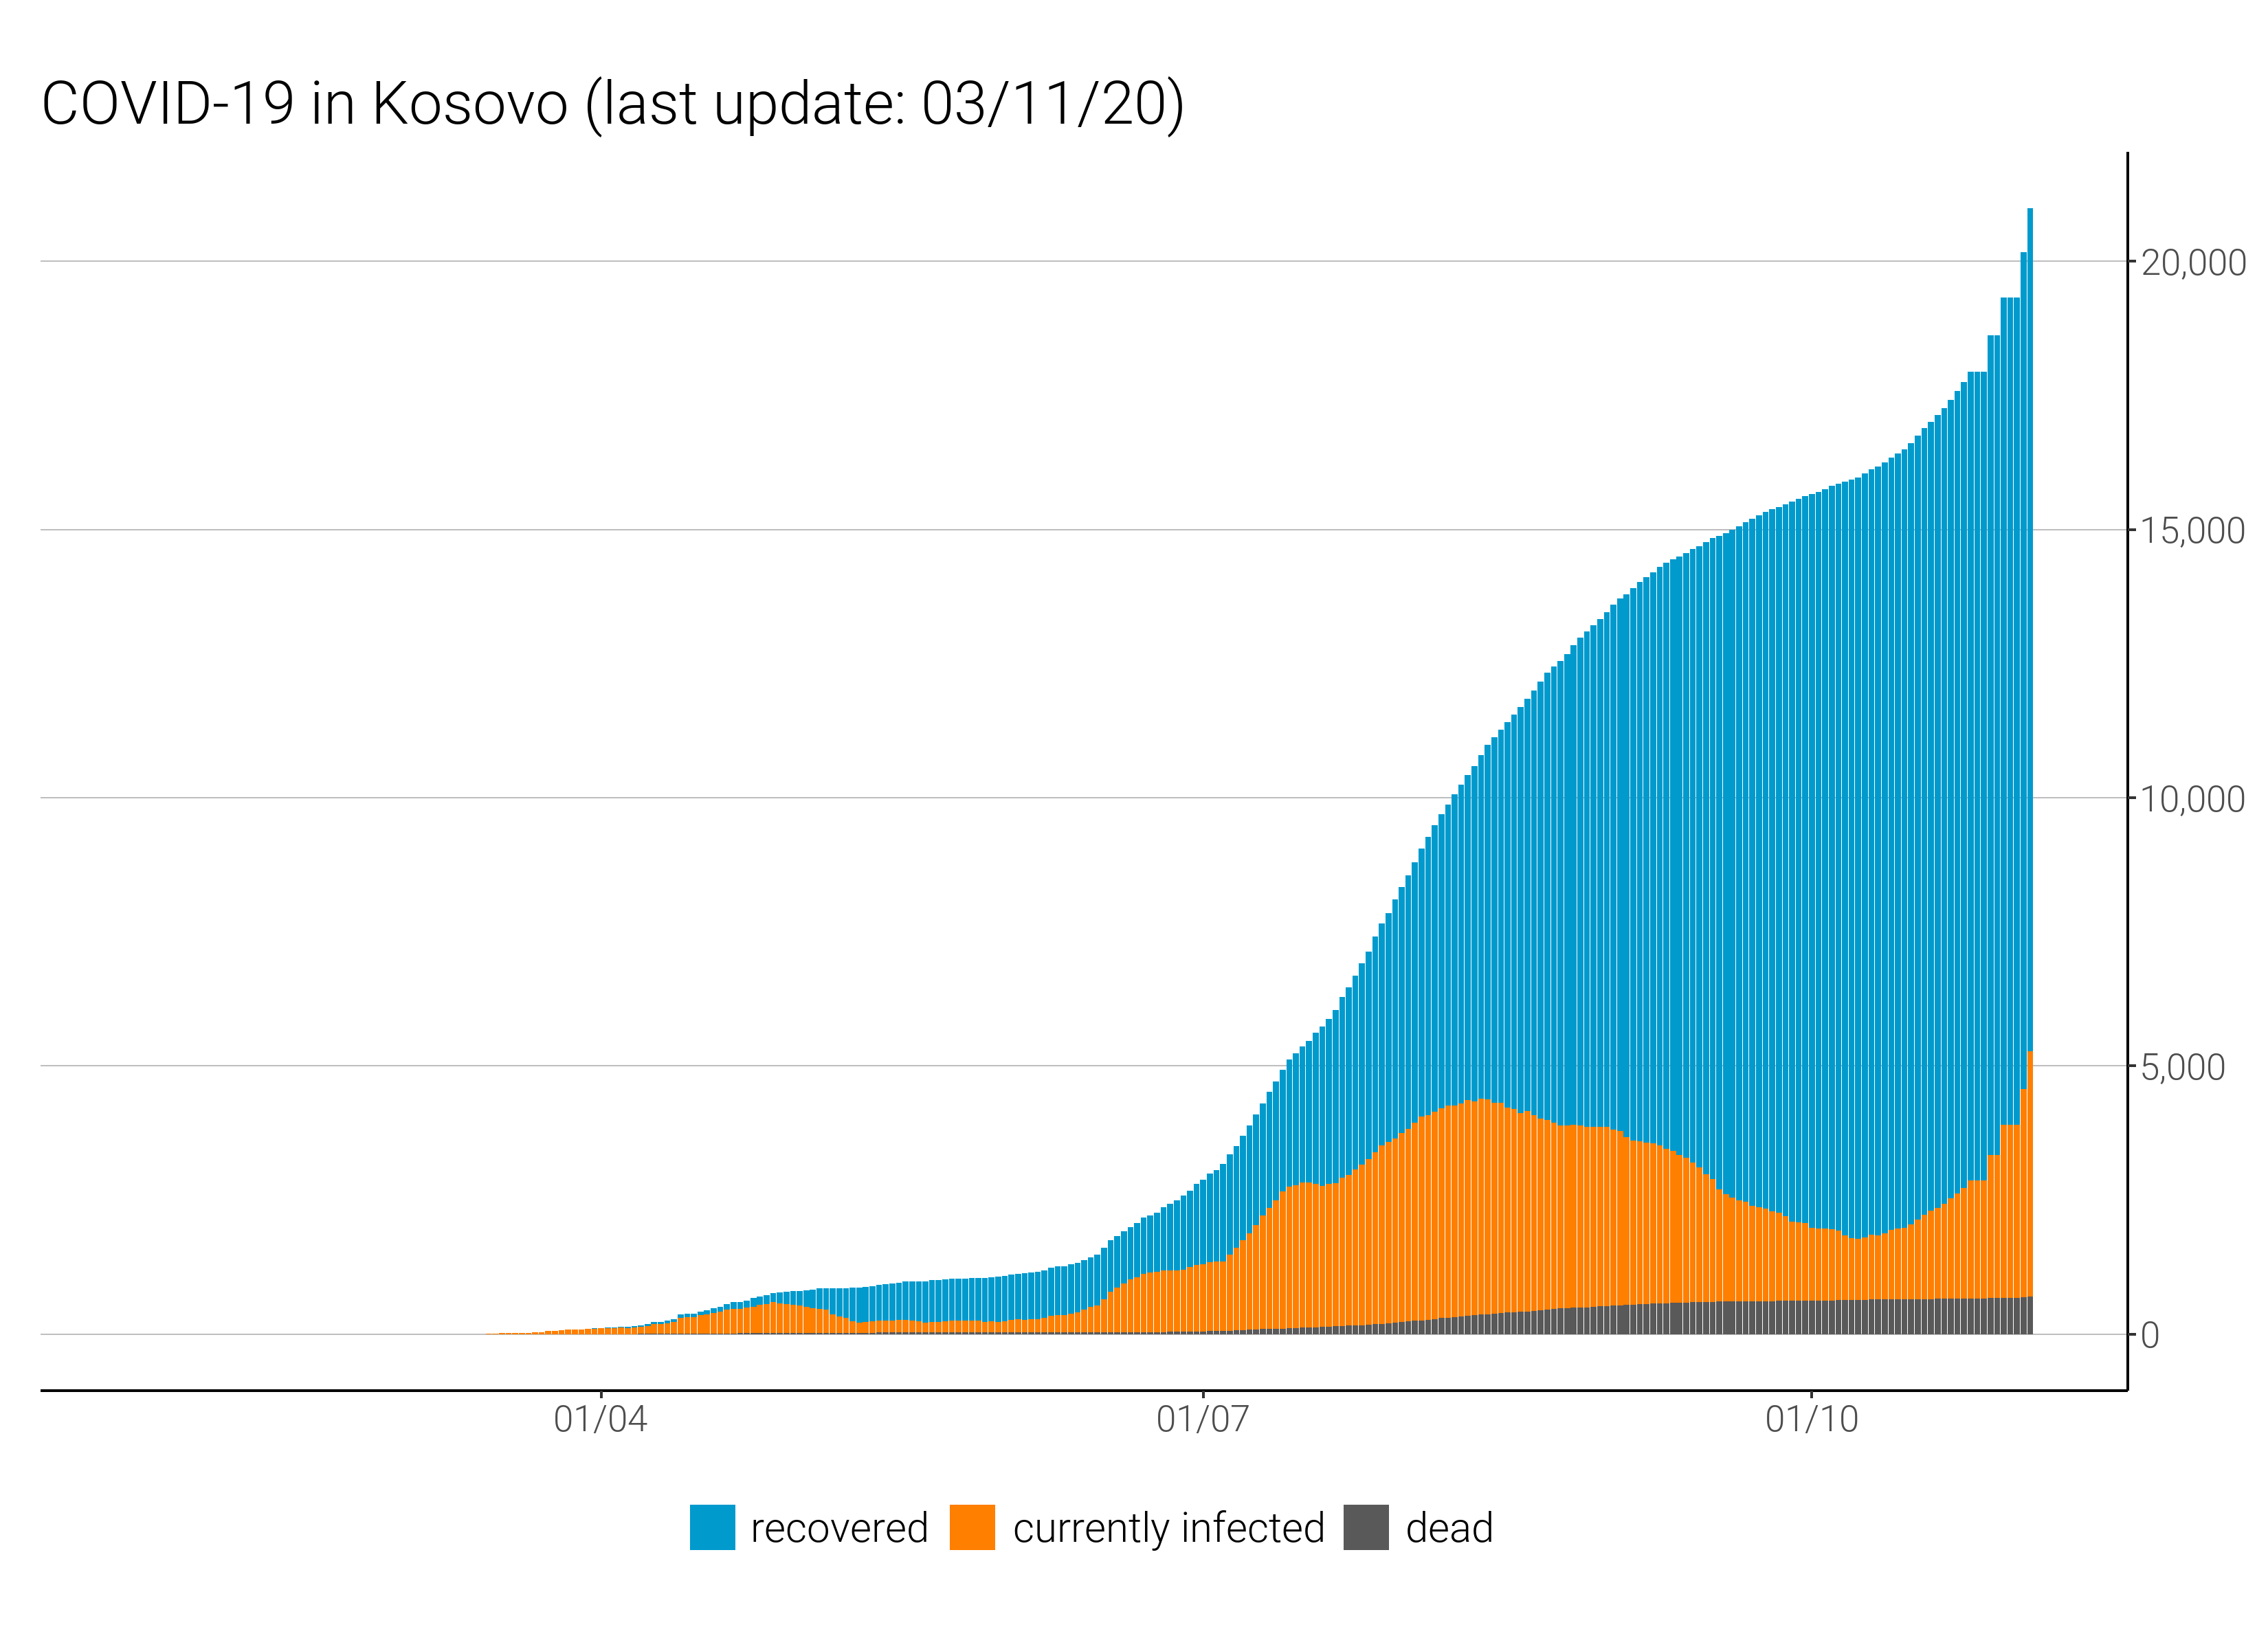 COVID-19 in Kosovo (last update: 03/11/20)
20,000
15,000
10,000
5,000
0
01/04 01/07 01/10
recovered currently infected dead